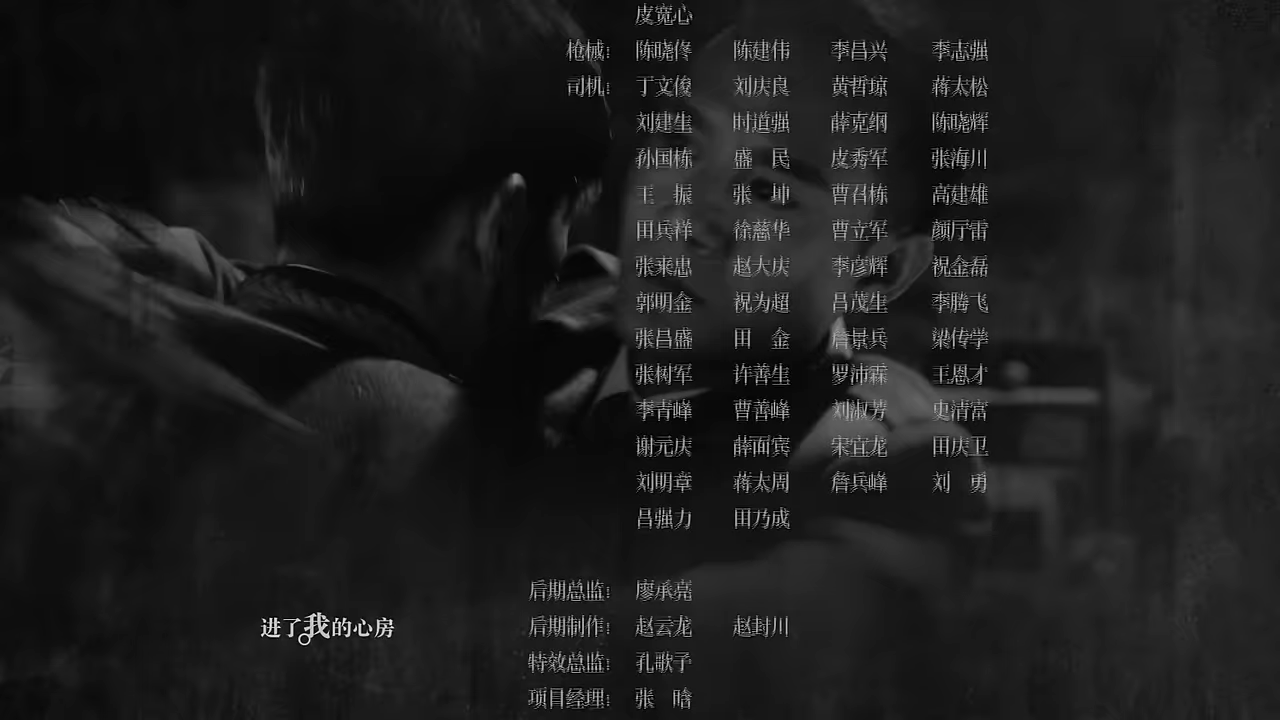 皮宽心
枪械： 陈晓佟 陈建伟 李昌兴 李志强
司机： 丁文俊 刘庆良 黄哲琼 蒋太松
刘建生 时道强 薛克纲 陈晓辉
孙国栋 盛 民 皮秀军 张海川
王 振 张 坤 曹召栋 高建雄
田兵祥 徐慈华 曹立军 颜厅雷
张来忠 赵大庆 李彦辉 祝金磊
郭明金 祝为超 吕茂生 李腾飞
张昌盛 田 金 詹景兵 梁传学
张树军 许善生 罗沛霖 王恩才
李青峰 曹善峰 刘淑芳 史清富
谢元庆 薛面宾 宋宜龙 田庆卫
刘明章 蒋太周 詹兵峰 刘 勇
吕强力 田乃成
后期总监： 廖承亮
后期制作： 赵云龙 赵封川
特效总监： 孔歌予
项目经理： 张 晗
进了我的心房